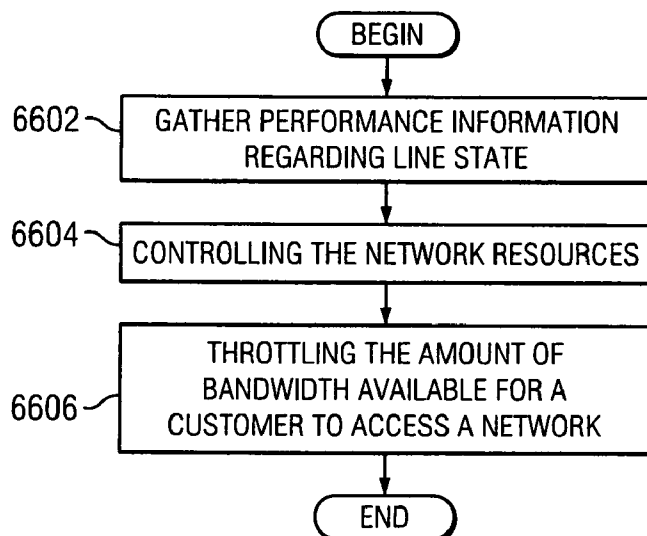 BEGIN
6602
GATHER PERFORMANCE INFORMATION
REGARDING LINE STATE
6604
CONTROLLING THE NETWORK RESOURCES
6606
THROTTLING THE AMOUNT OF
BANDWIDTH AVAILABLE FOR A
CUSTOMER TO ACCESS A NETWORK
END